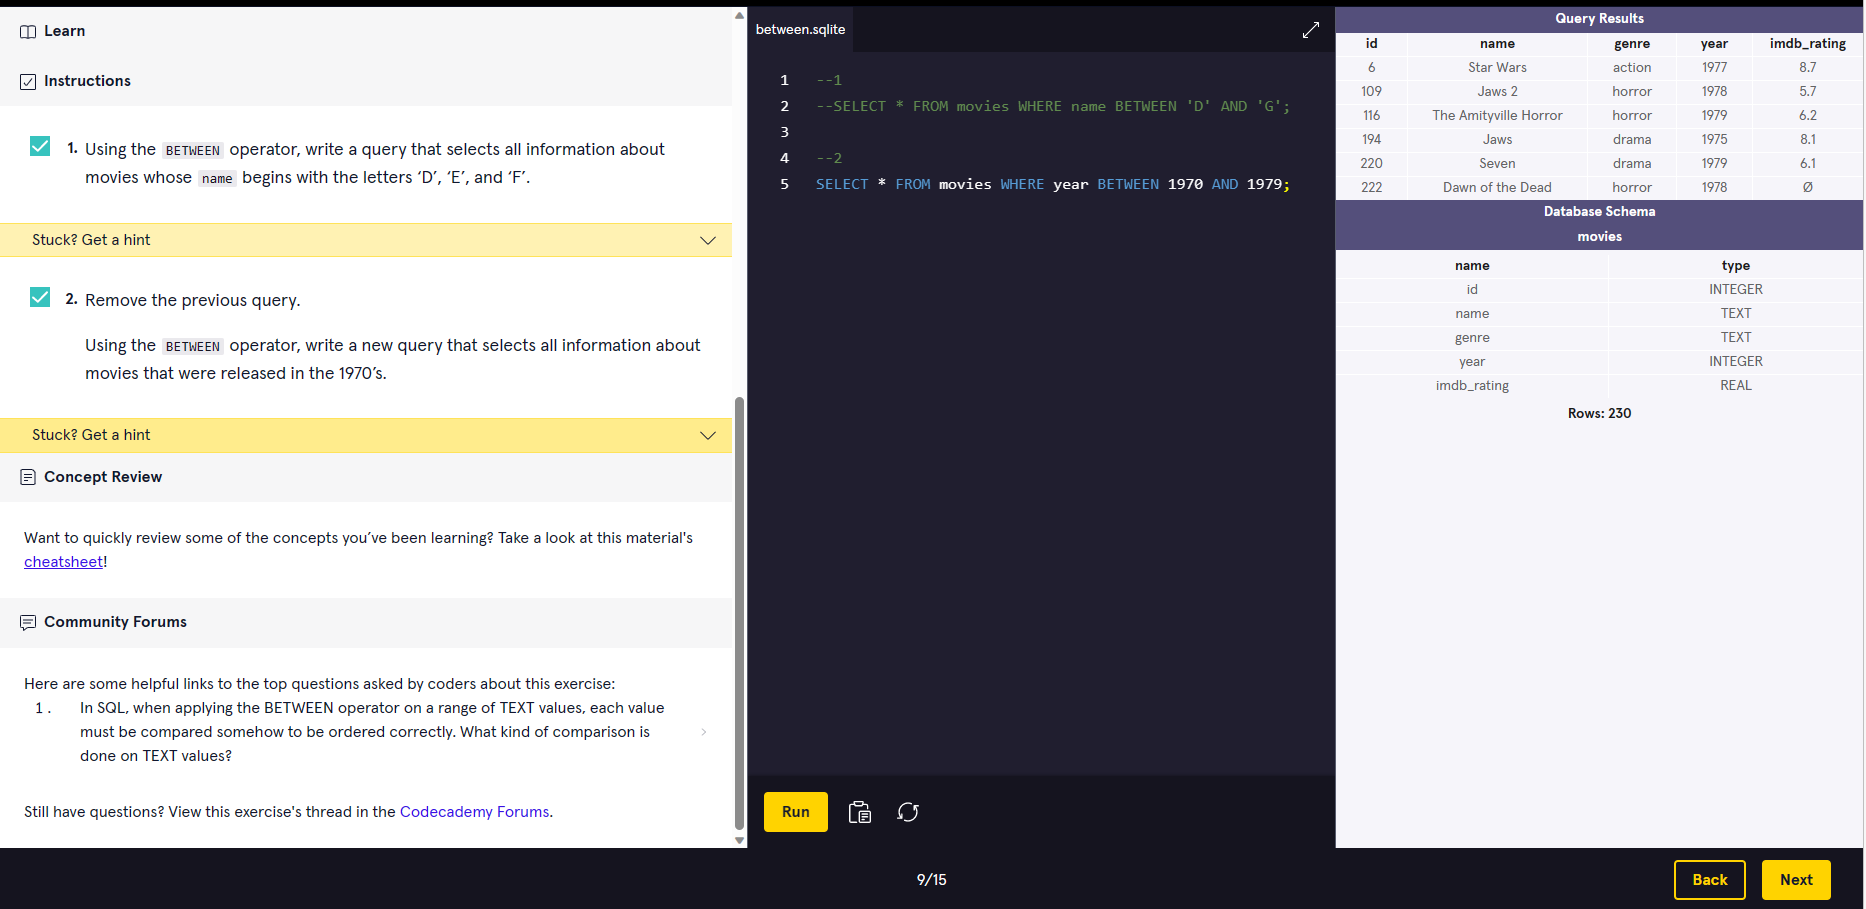 Learn
Instructions
1. Using the BETWEEN operator, write a query that selects all information about
movies whose name begins with the letters ‘D’, ‘E’, and ‘F’.
Stuck? Get a hint
2. Remove the previous query.
Using the BETWEEN operator, write a new query that selects all information about
movies that were released in the 1970’s.
Stuck? Get a hint
Concept Review
Want to quickly review some of the concepts you’ve been learning? Take a look at this material's
cheatsheet!
Community Forums
Here are some helpful links to the top questions asked by coders about this exercise:
1. In SQL, when applying the BETWEEN operator on a range of TEXT values, each value
must be compared somehow to be ordered correctly. What kind of comparison is
done on TEXT values?
Still have questions? View this exercise's thread in the Codecademy Forums.
between.sqlite
1 --1
2 --SELECT * FROM movies WHERE name BETWEEN 'D' AND 'G';
3
4 --2
5 SELECT * FROM movies WHERE year BETWEEN 1970 AND 1979;
Run
Query Results
id name genre year imdb_rating
6 Star Wars action 1977 8.7
109 Jaws 2 horror 1978 5.7
116 The Amityville Horror horror 1979 6.2
194 Jaws drama 1975 8.1
220 Seven drama 1979 6.1
222 Dawn of the Dead horror 1978 Ø
Database Schema
movies
name type
id INTEGER
name TEXT
genre TEXT
year INTEGER
imdb_rating REAL
Rows: 230
9/15
Back
Next